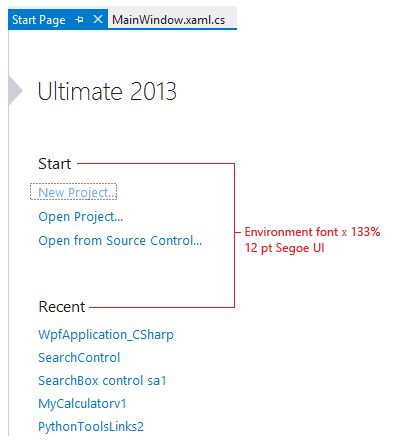 Start Page MainWindow.xaml.cs
Ultimate 2013
Start
New Project...
Open Project...
Open from Source Control...
Environment font x 133%
12 pt Segoe UI
Recent
WpfApplication_CSharp
SearchControl
SearchBox control sa1
MyCalculatorv1
PythonToolsLinks2